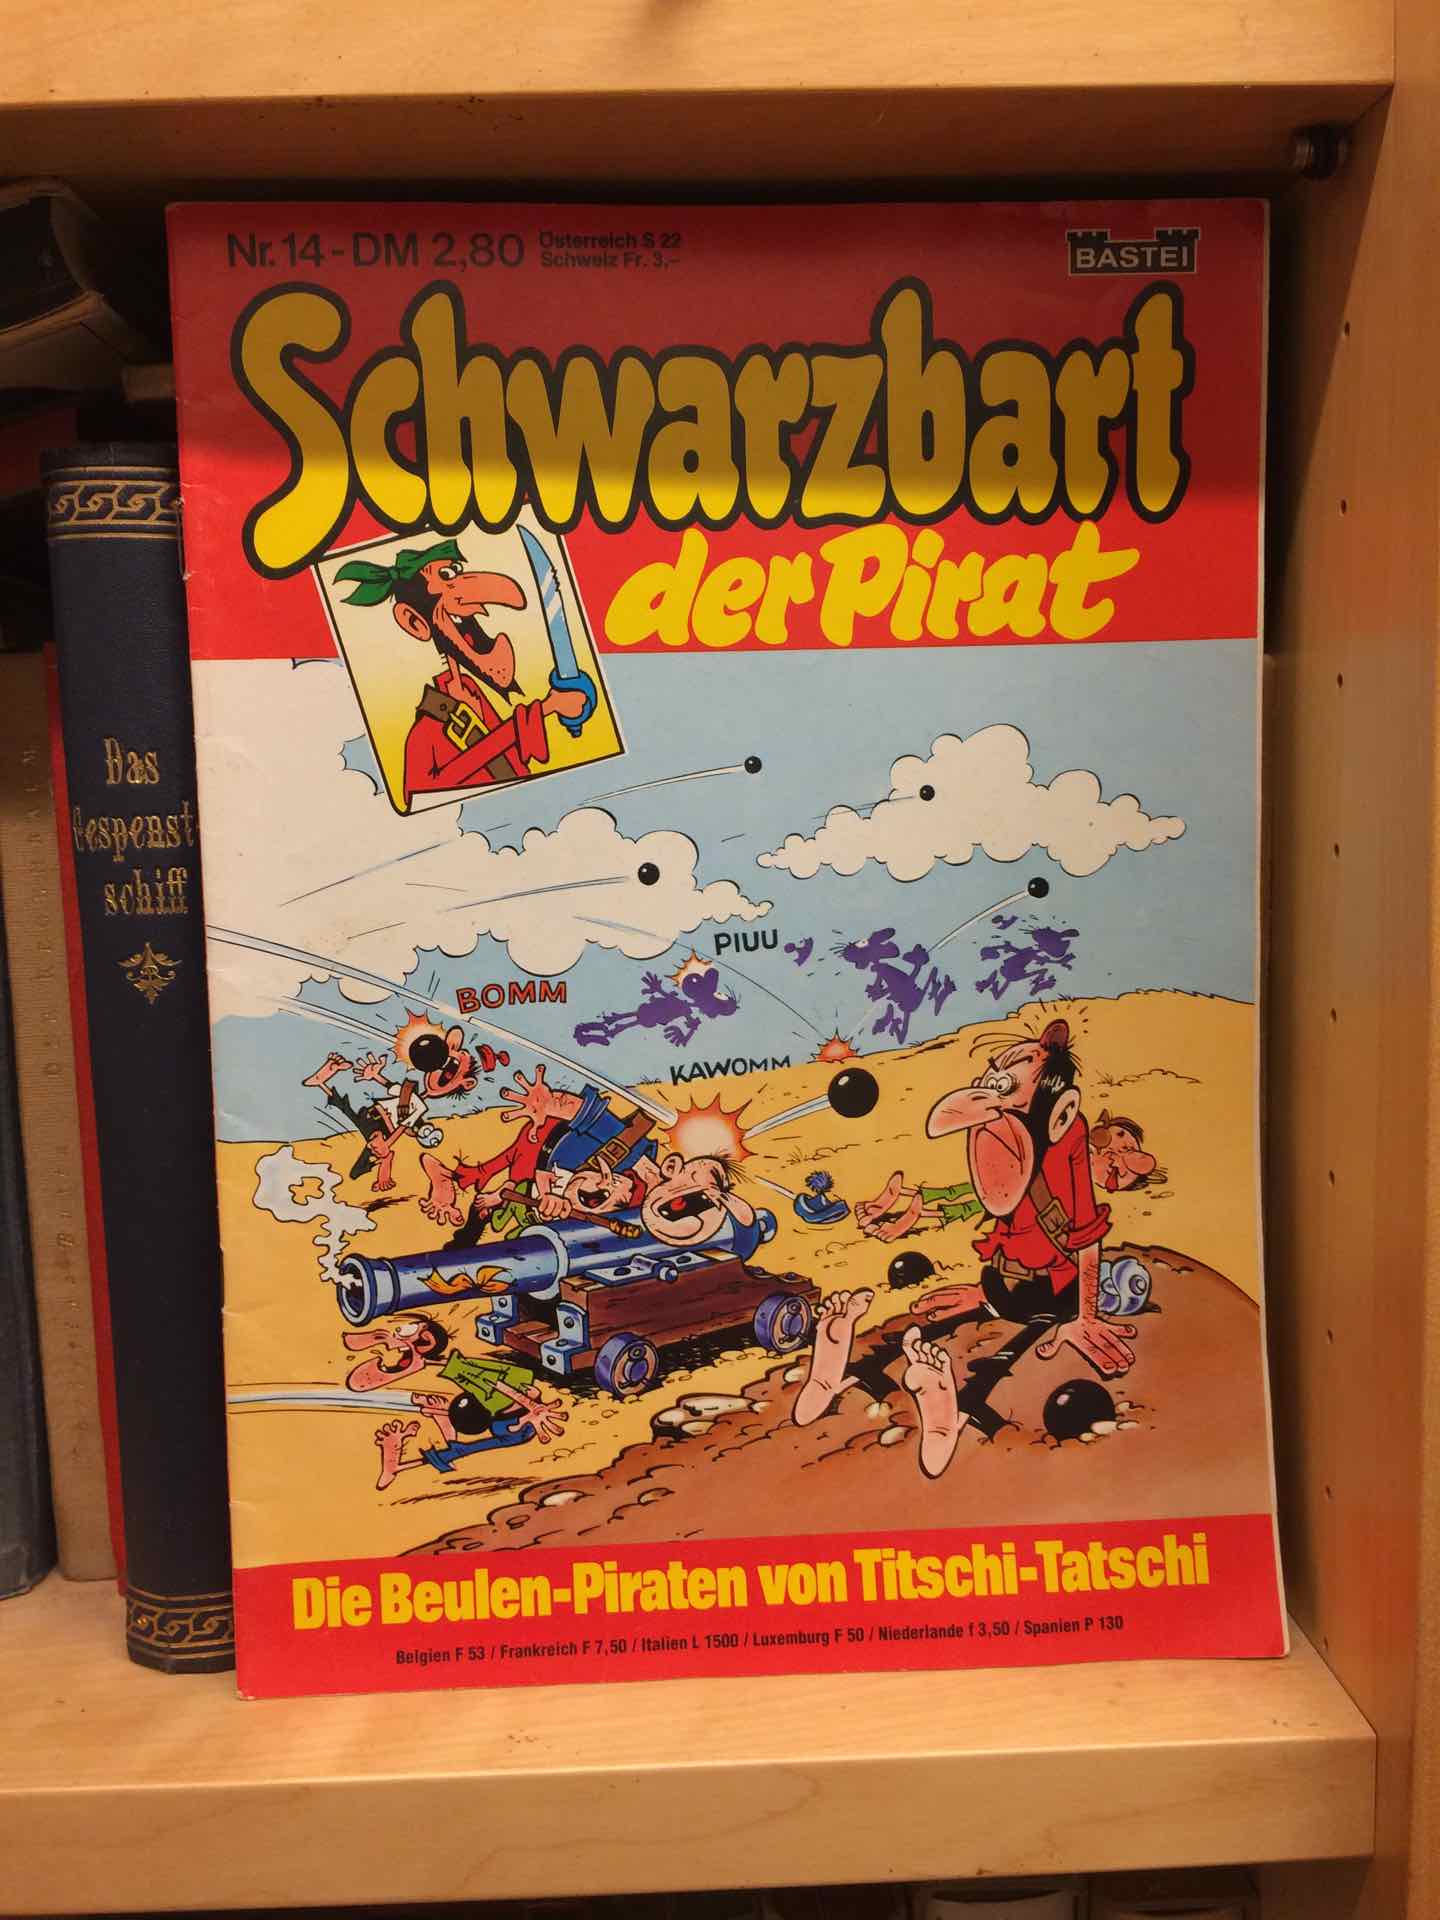 Nr. 14 - DM 2,80
Österreich S 22
Schweiz Fr. 3,–
BASTEI
Schwarzbart
der Pirat
PIUU
BOMM
KAWOMM
Die Beulen-Piraten von Titschi-Tatschi
Belgien F 53 / Frankreich F 7,50 / Italien L 1500 / Luxemburg F 50 / Niederlande f 3,50 / Spanien P 130
Das
Gespenst-
schiff